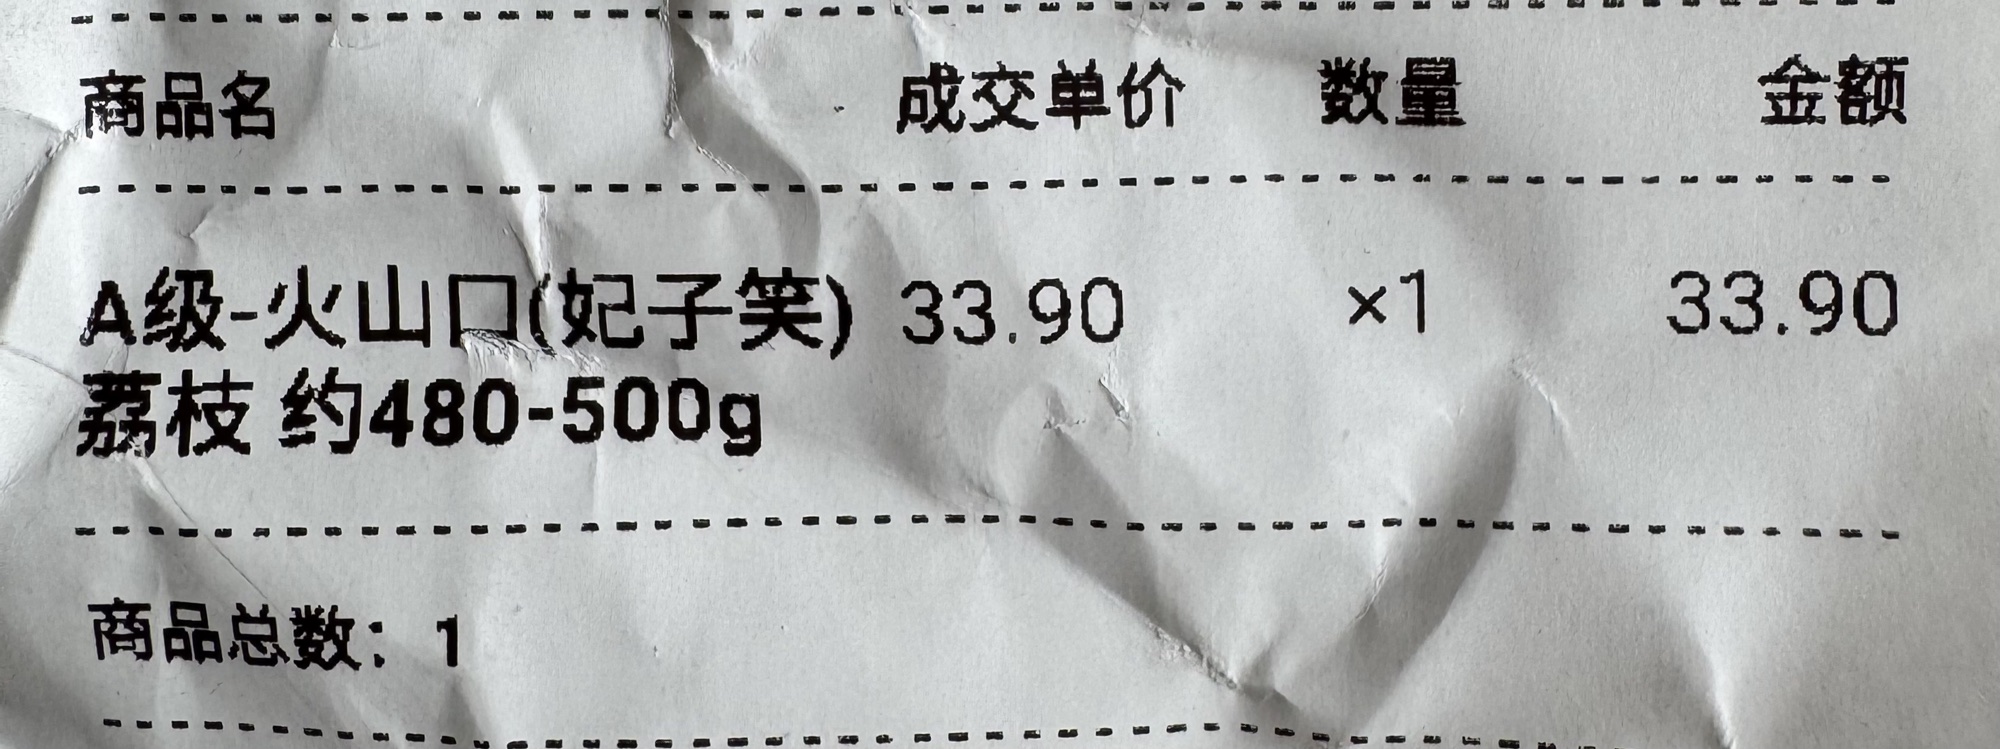 商品名 成交单价 数量 金额
A级-火山口(妃子笑) 33.90 ×1 33.90
荔枝 约480-500g
商品总数：1